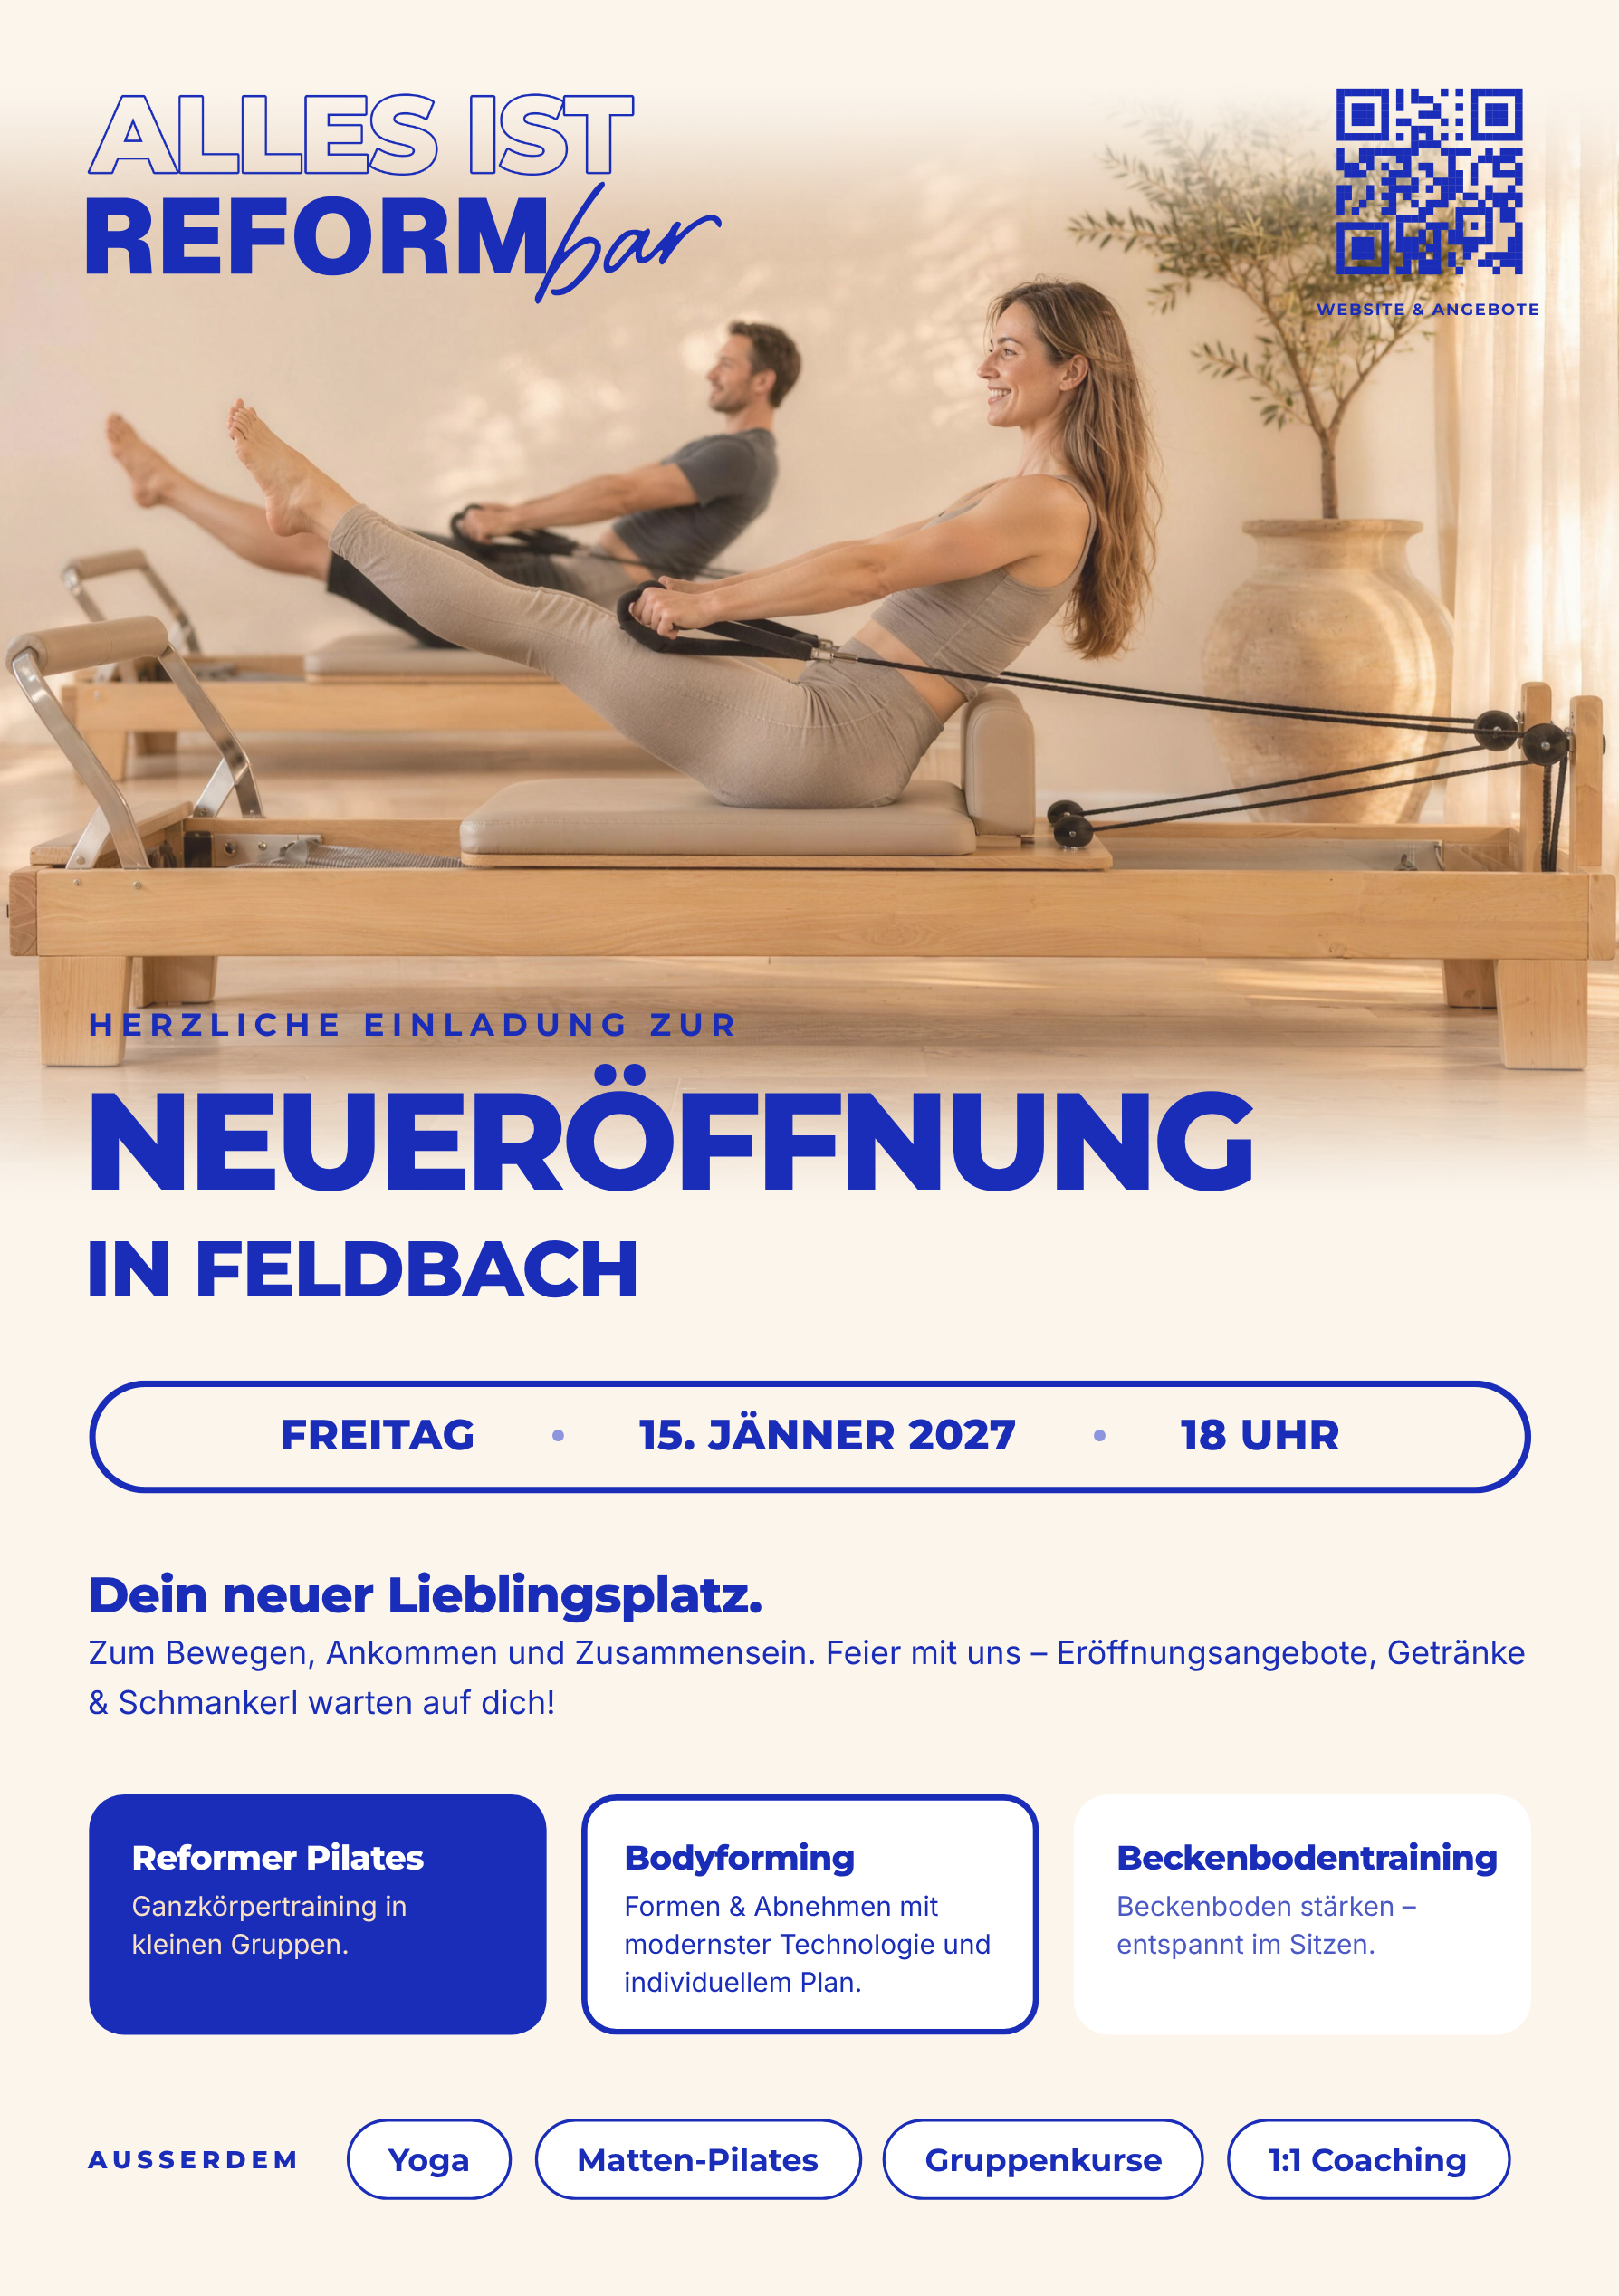 ALLES IST
REFORMbar
WEBSITE & ANGEBOTE
HERZLICHE EINLADUNG ZUR
NEUERÖFFNUNG
IN FELDBACH
FREITAG • 15. JÄNNER 2027 • 18 UHR
Dein neuer Lieblingsplatz.
Zum Bewegen, Ankommen und Zusammensein. Feier mit uns – Eröffnungsangebote, Getränke
& Schmankerl warten auf dich!
Reformer Pilates
Ganzkörpertraining in
kleinen Gruppen.
Bodyforming
Formen & Abnehmen mit
modernster Technologie und
individuellem Plan.
Beckenbodentraining
Beckenboden stärken –
entspannt im Sitzen.
AUSSERDEM
Yoga
Matten-Pilates
Gruppenkurse
1:1 Coaching